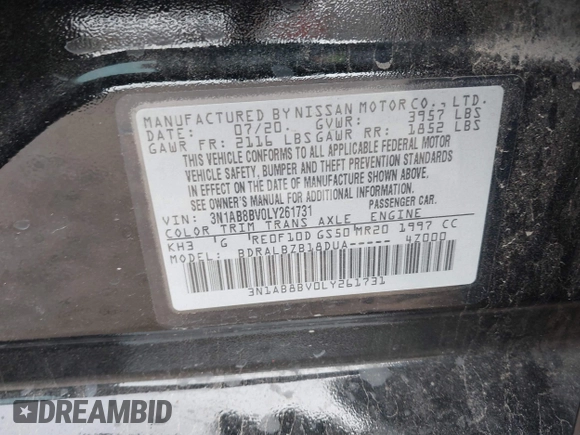 MANUFACTURED BY NISSAN MOTOR CO., LTD.
DATE: 07/20. GVWR: 3957 LBS
GAWR FR: 2116 LBS GAWR RR: 1852 LBS
THIS VEHICLE CONFORMS TO ALL APPLICABLE FEDERAL MOTOR
VEHICLE SAFETY, BUMPER AND THEFT PREVENTION STANDARDS
IN EFFECT ON THE DATE OF MANUFACTURE SHOWN ABOVE.
SEE OWNER'S MANUAL FOR ADDITIONAL INFORMATION.
VIN: 3N1AB8BV0LY261731 PASSENGER CAR.
COLOR TRIM TRANS AXLE ENGINE
KH3 'G 'RE0F10D GS50 MR20 1997 CC
MODEL: BDRALBZB18DUA----- 47000
3N1AB8BV0LY261731
DREAMBID